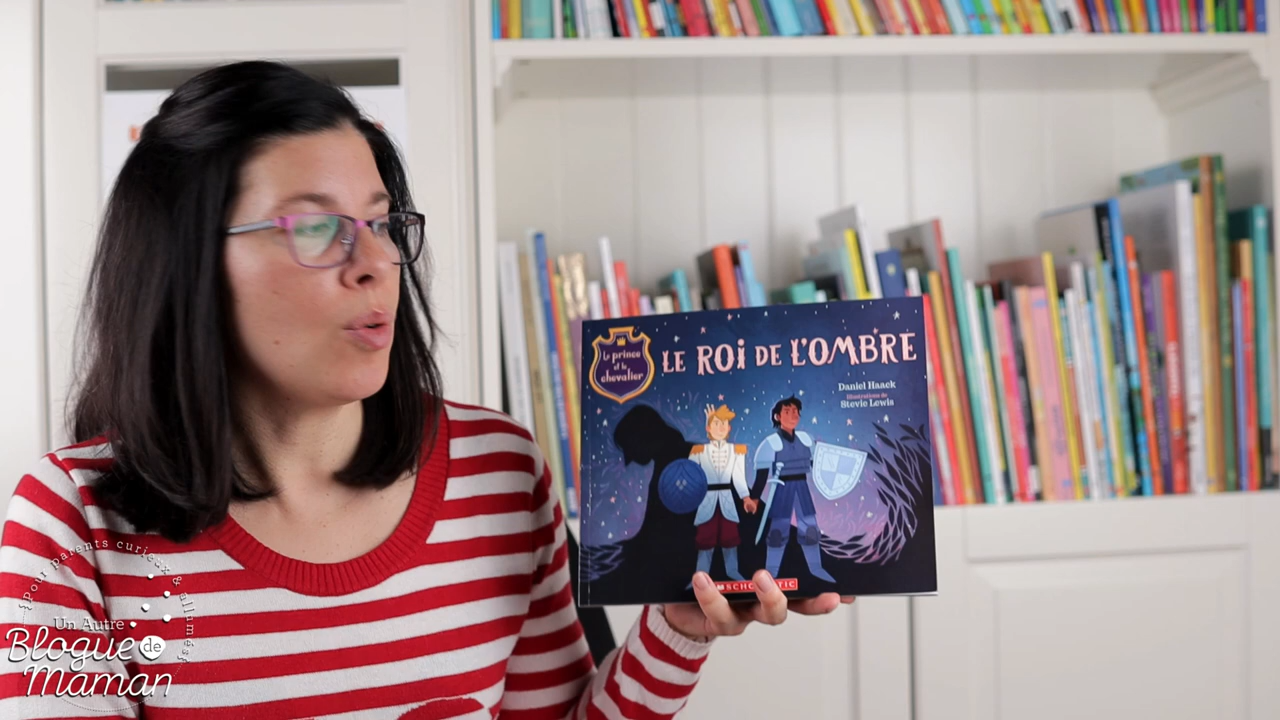 Le prince
et le
chevalier
LE ROI DE L'OMBRE
Daniel Haack
Illustrations de
Stevie Lewis
SCHOLASTIC
Pour parents curieux & allumés
Un Autre
Blogue de
Maman